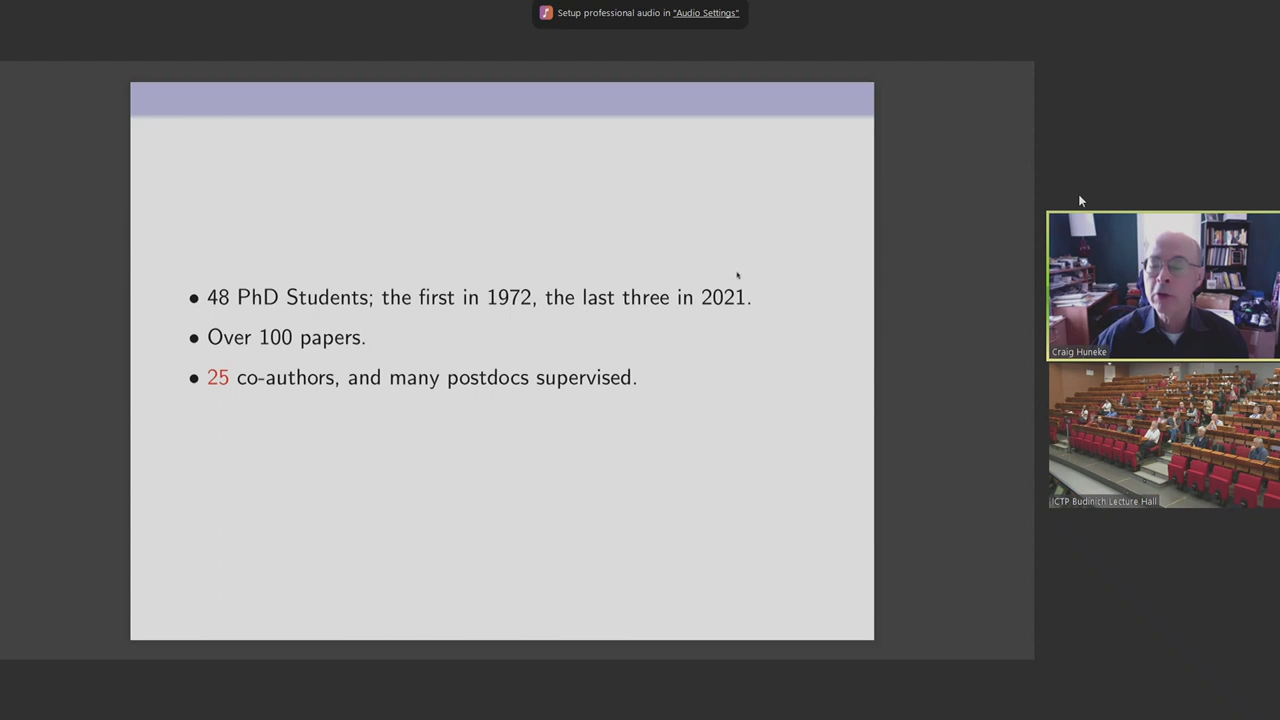 Setup professional audio in "Audio Settings"
• 48 PhD Students; the first in 1972, the last three in 2021.
• Over 100 papers.
• 25 co-authors, and many postdocs supervised.
Craig Huneke
ICTP Budinich Lecture Hall